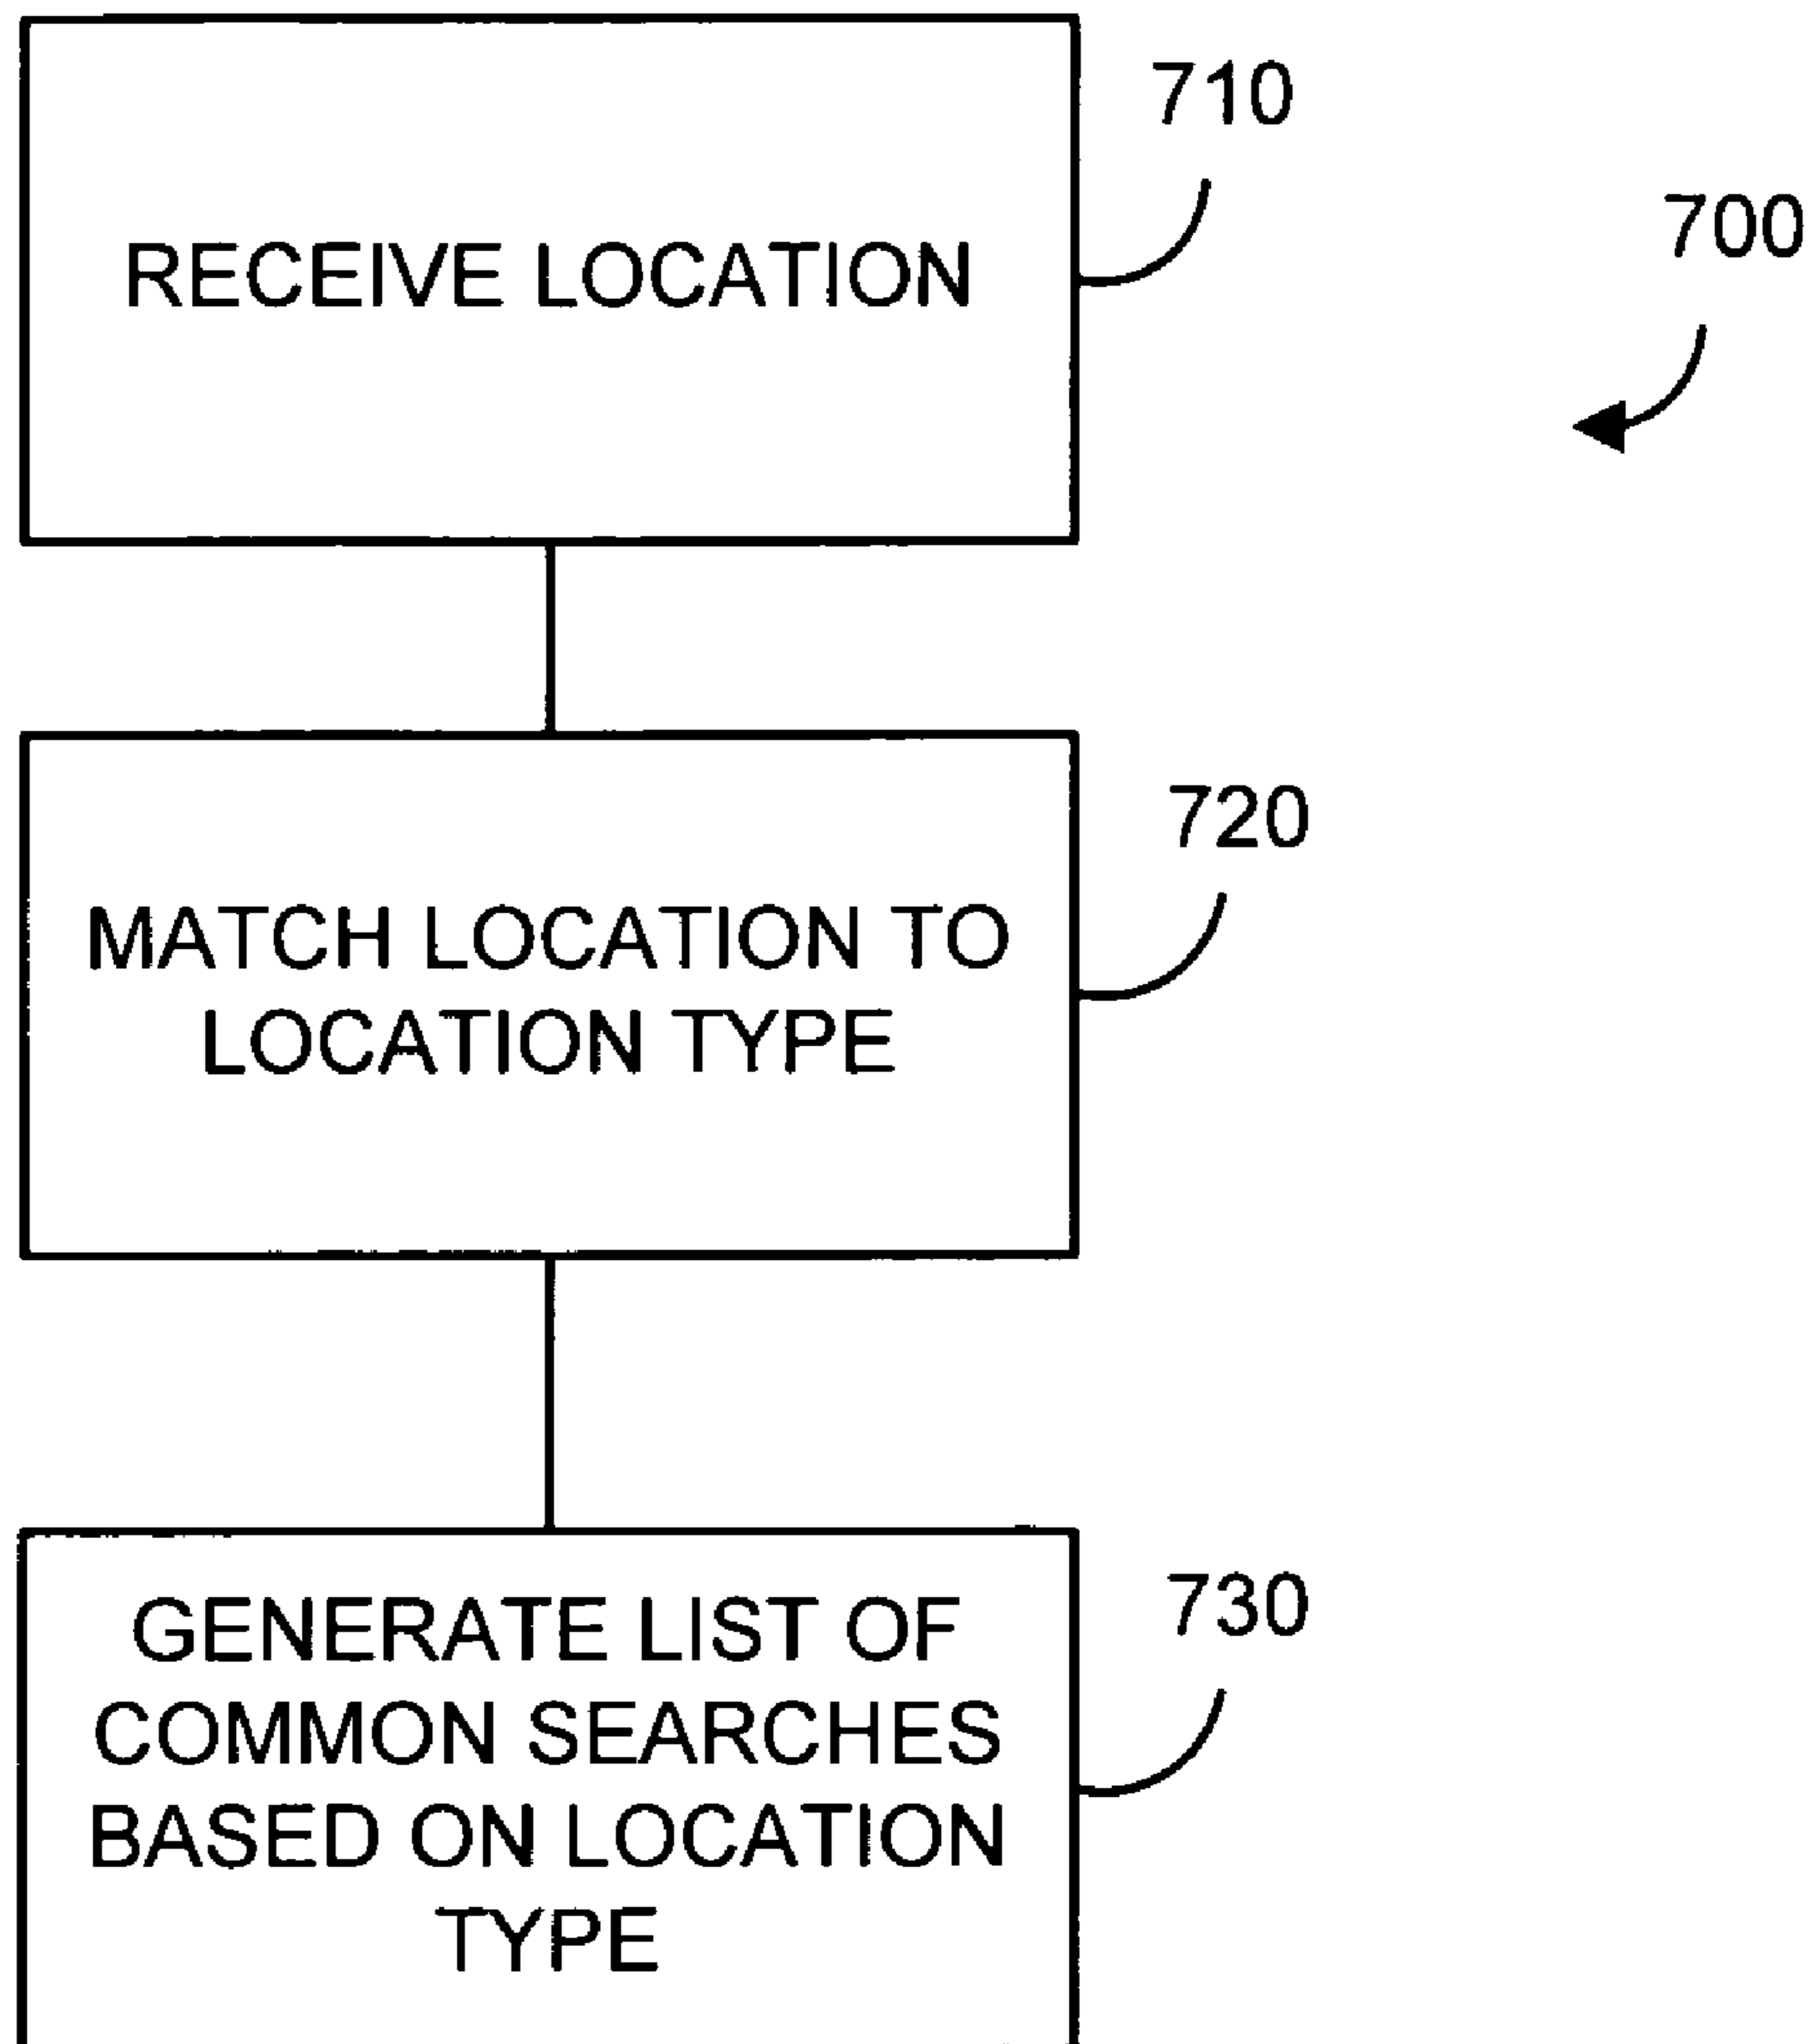 710
700
RECEIVE LOCATION
720
MATCH LOCATION TO
LOCATION TYPE
730
GENERATE LIST OF
COMMON SEARCHES
BASED ON LOCATION
TYPE